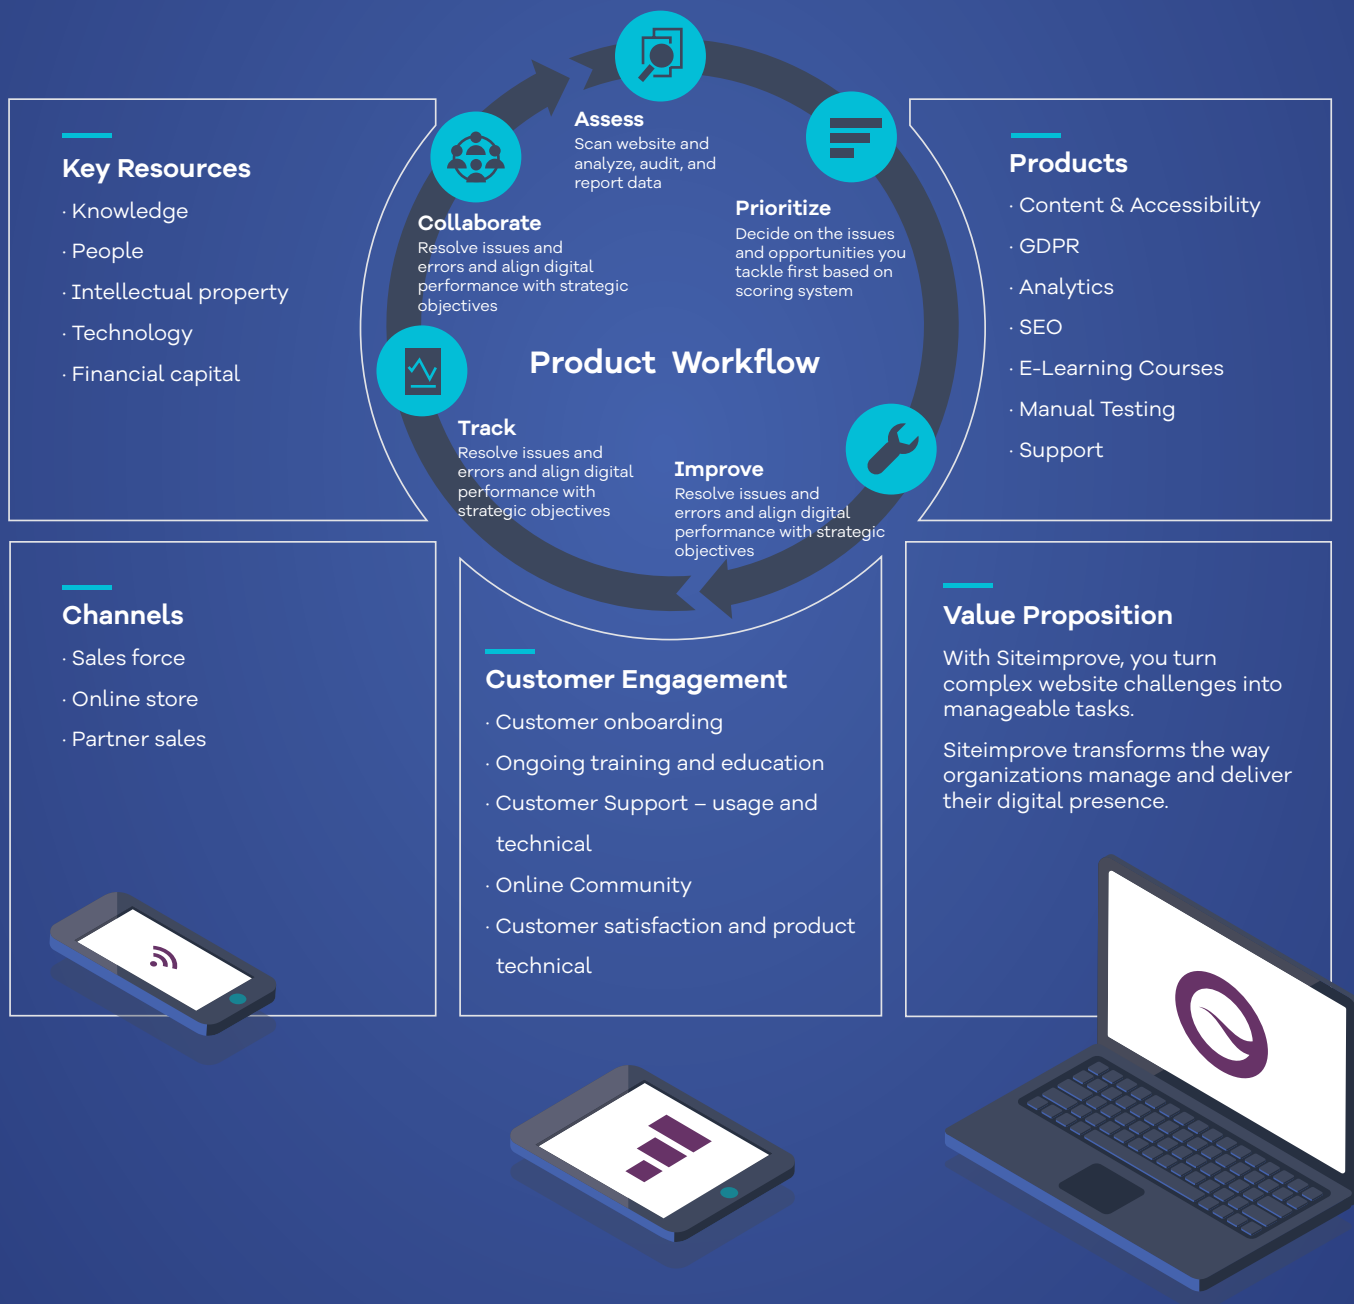 Assess
Scan website and
analyze, audit, and
report data
Prioritize
Decide on the issues
and opportunities you
tackle first based on
scoring system
Collaborate
Resolve issues and
errors and align digital
performance with strategic
objectives
Product Workflow
Track
Resolve issues and
errors and align digital
performance with
strategic objectives
Improve
Resolve issues and
errors and align digital
performance with strategic
objectives
Key Resources
· Knowledge
· People
· Intellectual property
· Technology
· Financial capital
Products
· Content & Accessibility
· GDPR
· Analytics
· SEO
· E-Learning Courses
· Manual Testing
· Support
Channels
· Sales force
· Online store
· Partner sales
Customer Engagement
· Customer onboarding
· Ongoing training and education
· Customer Support – usage and
technical
· Online Community
· Customer satisfaction and product
technical
Value Proposition
With Siteimprove, you turn
complex website challenges into
manageable tasks.
Siteimprove transforms the way
organizations manage and deliver
their digital presence.